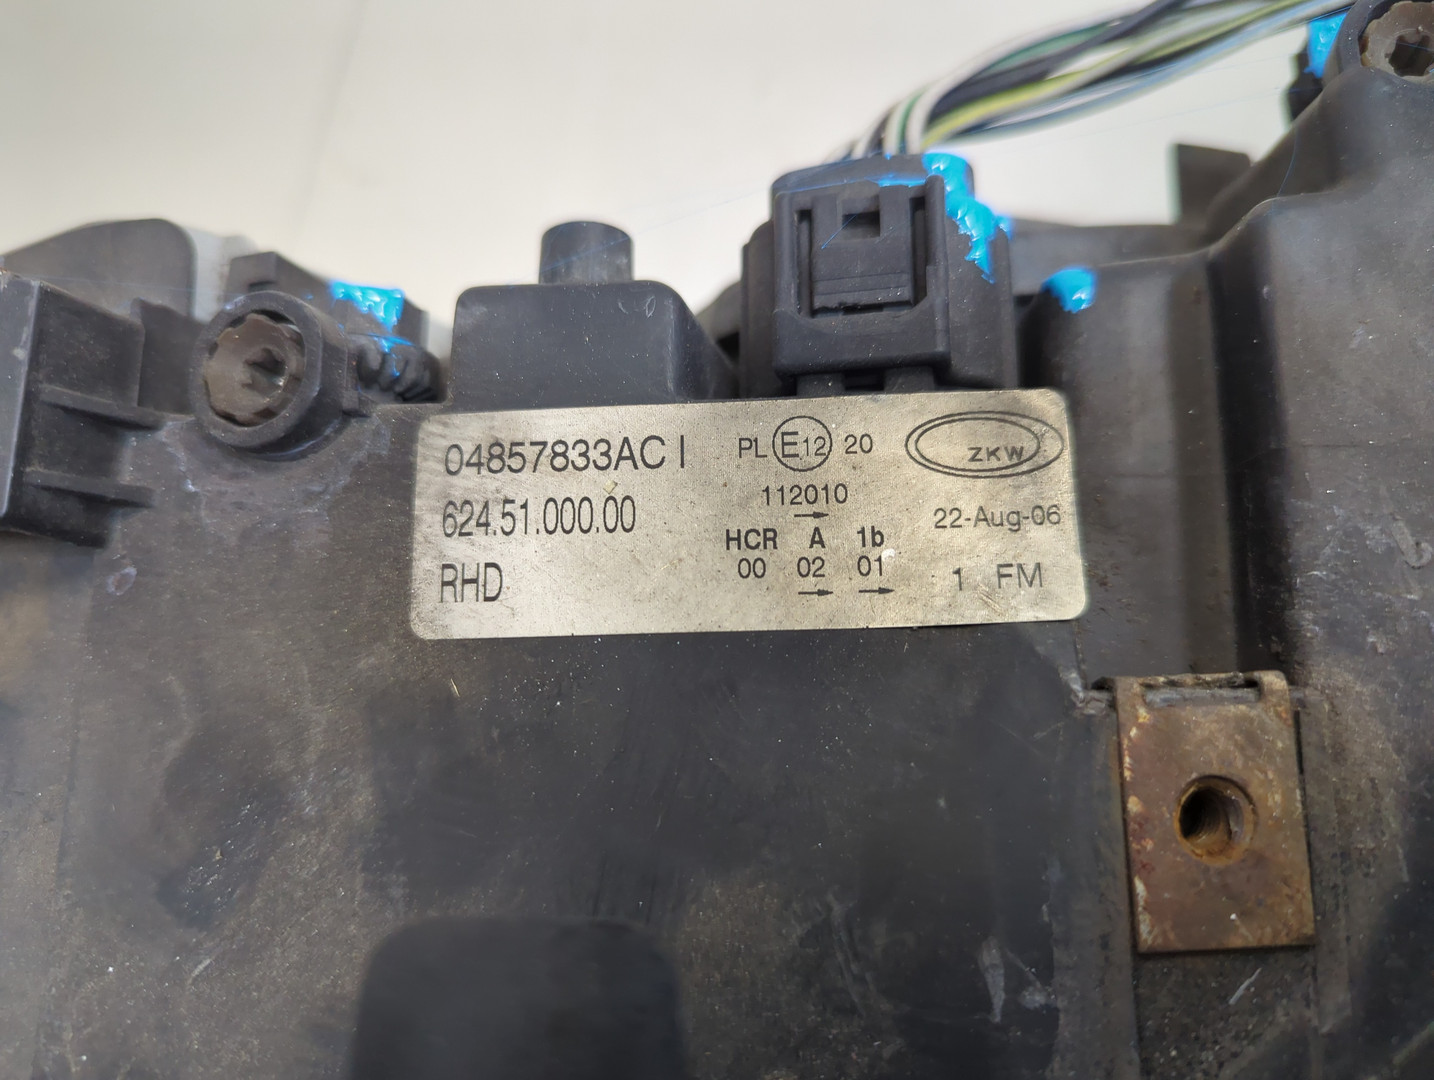 04857833AC I
624.51.000.00
RHD
PL E12 20
112010
→
HCR A 1b
00 02 01
→ →
ZKW
22-Aug-06
1 FM